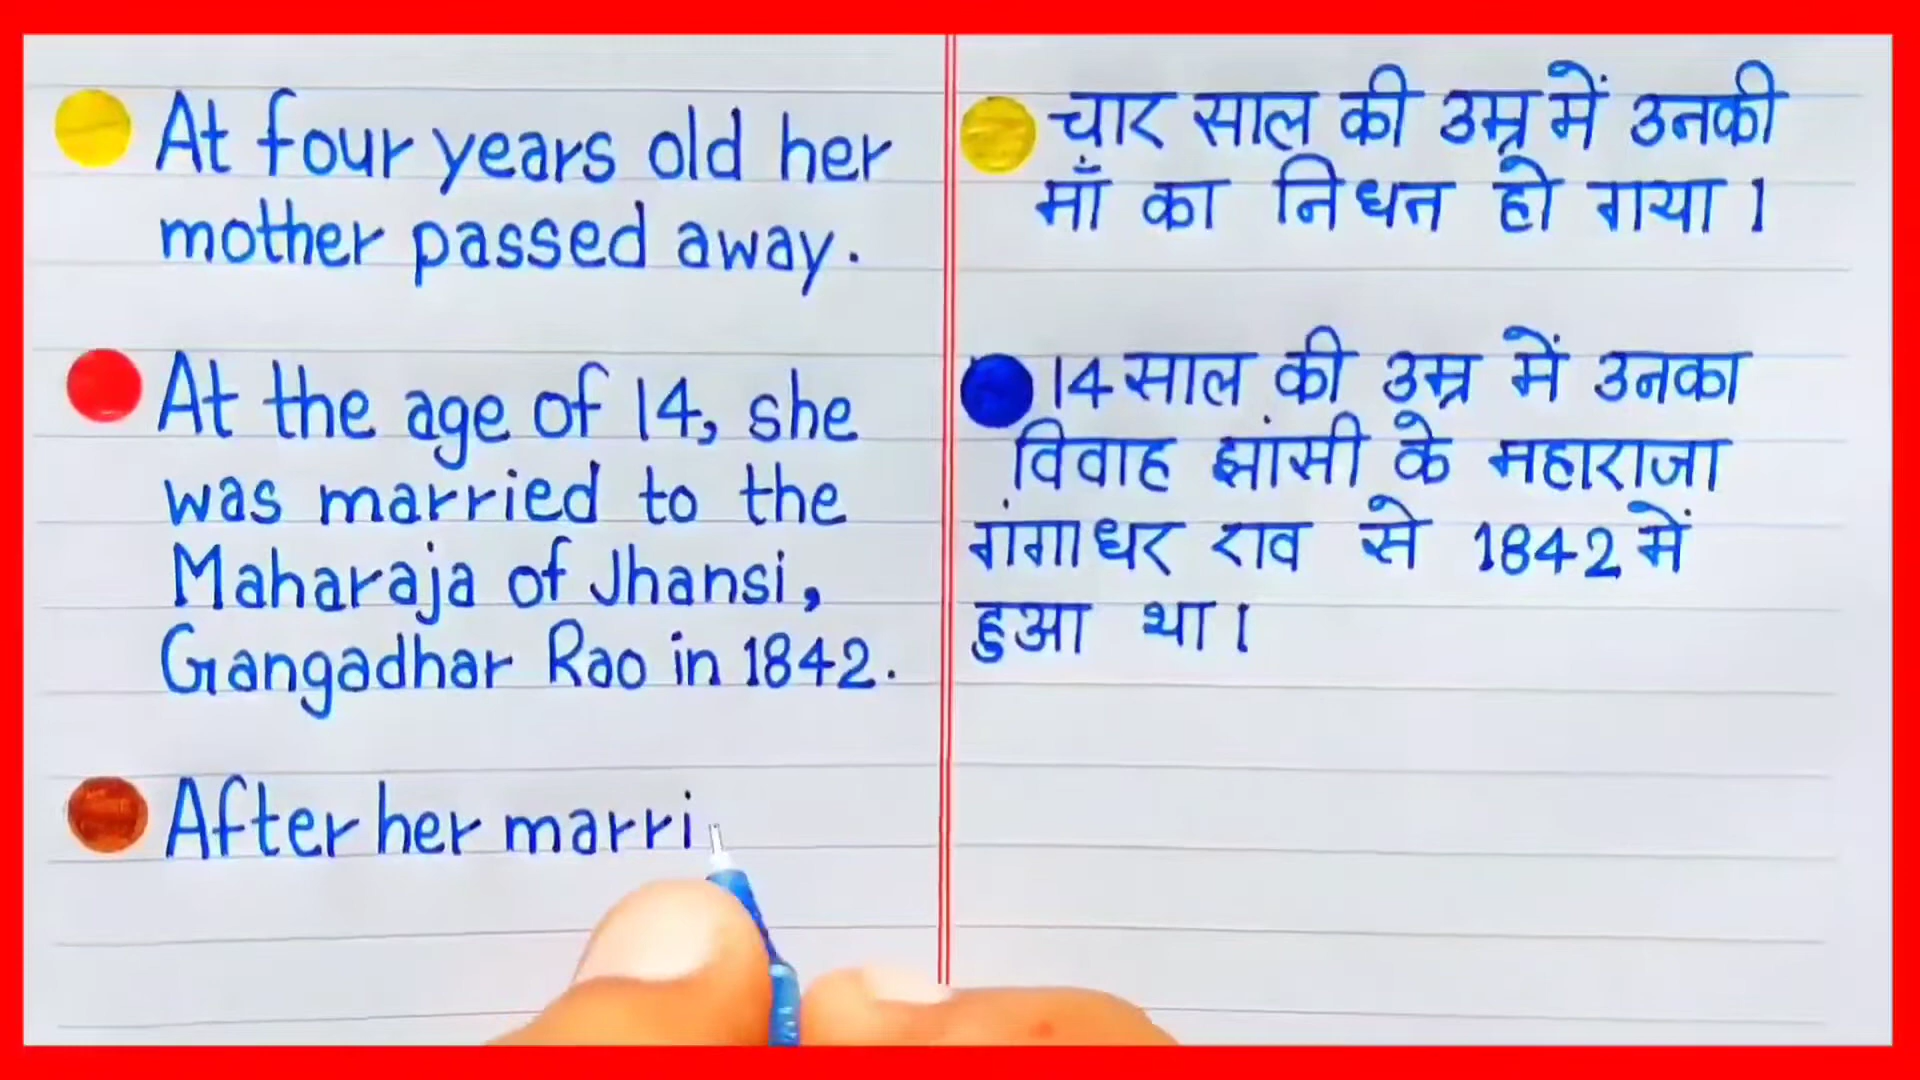 At four years old her
mother passed away.
At the age of 14, she
was married to the
Maharaja of Jhansi,
Gangadhar Rao in 1842.
After her marri
चार साल की उम्र में उनकी
माँ का निधन हो गया।
14 साल की उम्र में उनका
विवाह झांसी के महाराजा
गंगाधर राव से 1842 में
हुआ था।